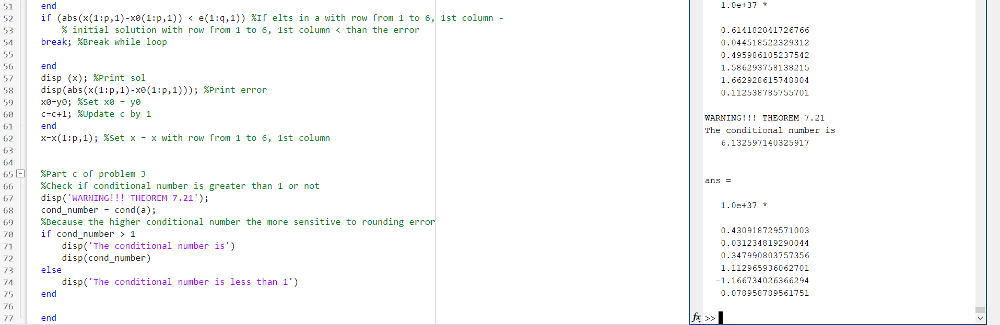 51 end
52 if (abs(x(1:p,1)-x0(1:p,1)) < e(1:q,1)) %If elts in a with row from 1 to 6, 1st column -
53 % initial solution with row from 1 to 6, 1st column < than the error
54 break; %Break while loop
55
56 end
57 disp (x); %Print sol
58 disp(abs(x(1:p,1)-x0(1:p,1))); %Print error
59 x0=y0; %Set x0 = y0
60 c=c+1; %Update c by 1
61 end
62 x=x(1:p,1); %Set x = x with row from 1 to 6, 1st column
63
64
65 %Part c of problem 3
66 %Check if conditional number is greater than 1 or not
67 disp('WARNING!!! THEOREM 7.21');
68 cond_number = cond(a);
69 %Because the higher conditional number the more sensitive to rounding error
70 if cond_number > 1
71 disp('The conditional number is')
72 disp(cond_number)
73 else
74 disp('The conditional number is less than 1')
75 end
76
77 end
1.0e+37 *
0.614182041726766
0.044518522329312
0.495986105237542
1.586293758138215
1.662928615748804
0.112538785755701
WARNING!!! THEOREM 7.21
The conditional number is
6.132597140325917
ans =
1.0e+37 *
0.430918729571003
0.031234819290044
0.347990803757356
1.112965936062701
-1.166734026366294
0.078958789561751
fx >>